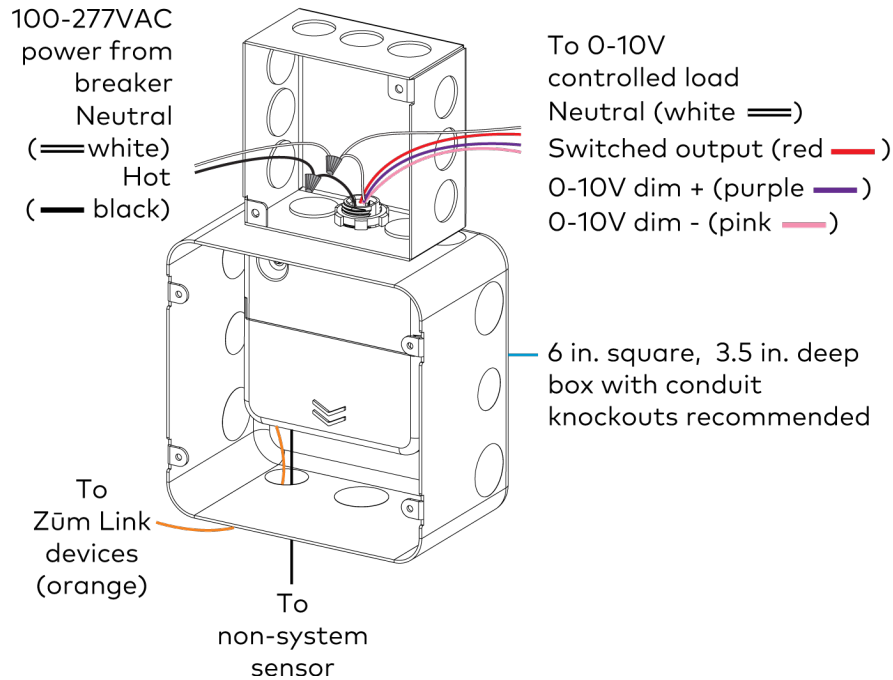 100-277VAC
power from
breaker
Neutral
(white)
Hot
(black)
To 0-10V
controlled load
Neutral (white)
Switched output (red)
0-10V dim + (purple)
0-10V dim - (pink)
6 in. square, 3.5 in. deep
box with conduit
knockouts recommended
To
Zūm Link
devices
(orange)
To
non-system
sensor